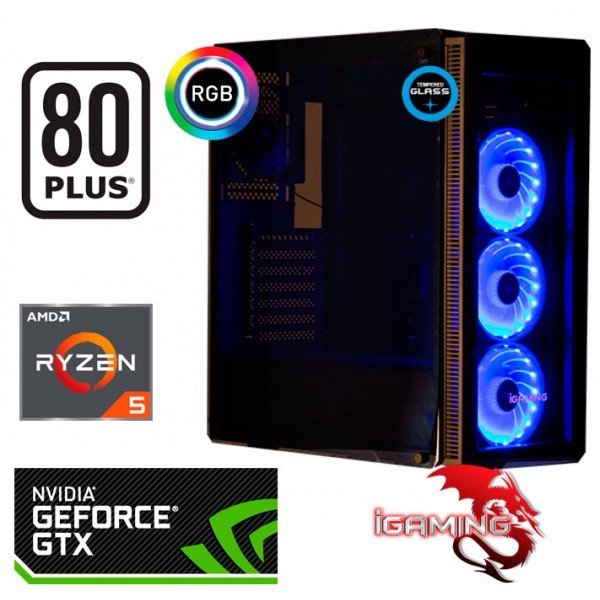 80
PLUS®
RGB
TEMPERED
GLASS
AMD
RYZEN
5
iGAMING
NVIDIA®
GEFORCE®
GTX
iGAMING